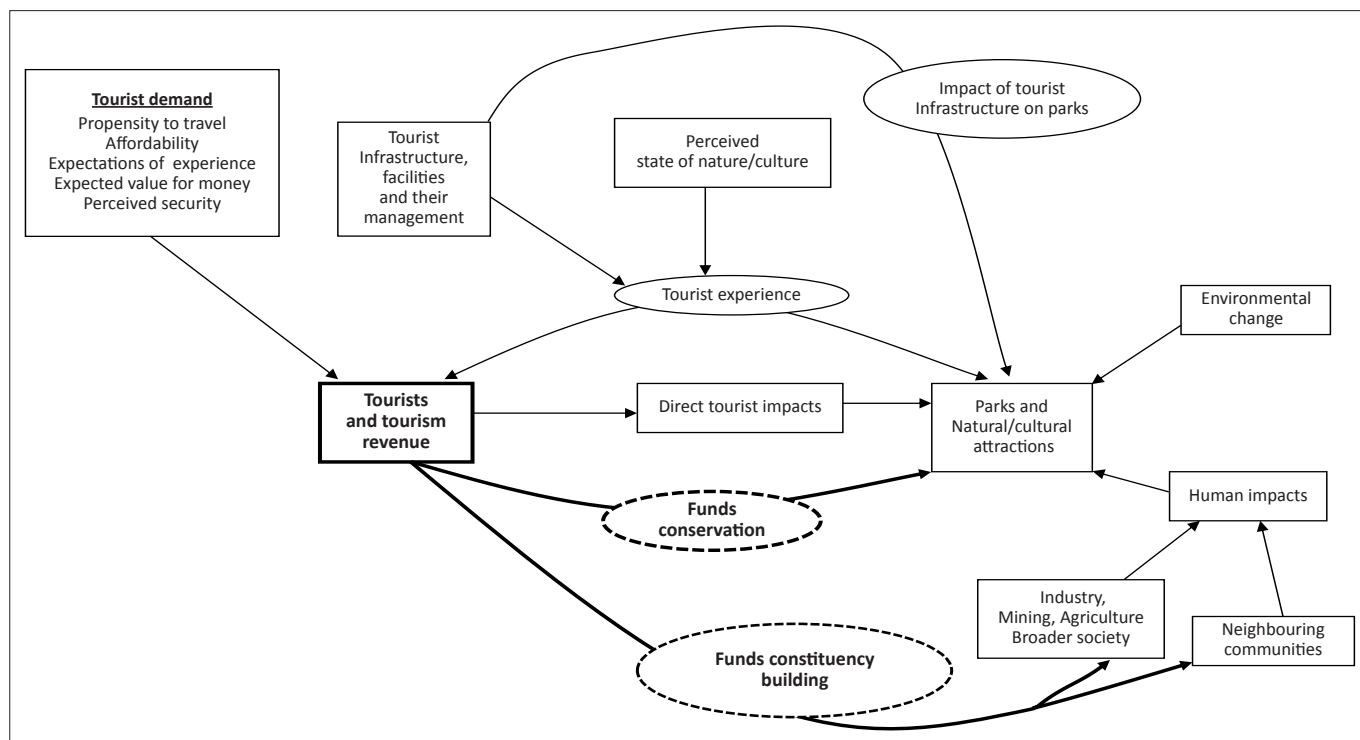 Tourist demand
Propensity to travel
Affordability
Expectations of experience
Expected value for money
Perceived security
Tourist
Infrastructure,
facilities
and their
management
Perceived
state of nature/culture
Impact of tourist
Infrastructure on parks
Tourist experience
Environmental
change
Tourists
and tourism
revenue
Direct tourist impacts
Parks and
Natural/cultural
attractions
Funds
conservation
Human impacts
Industry,
Mining, Agriculture
Broader society
Neighbouring
communities
Funds constituency
building